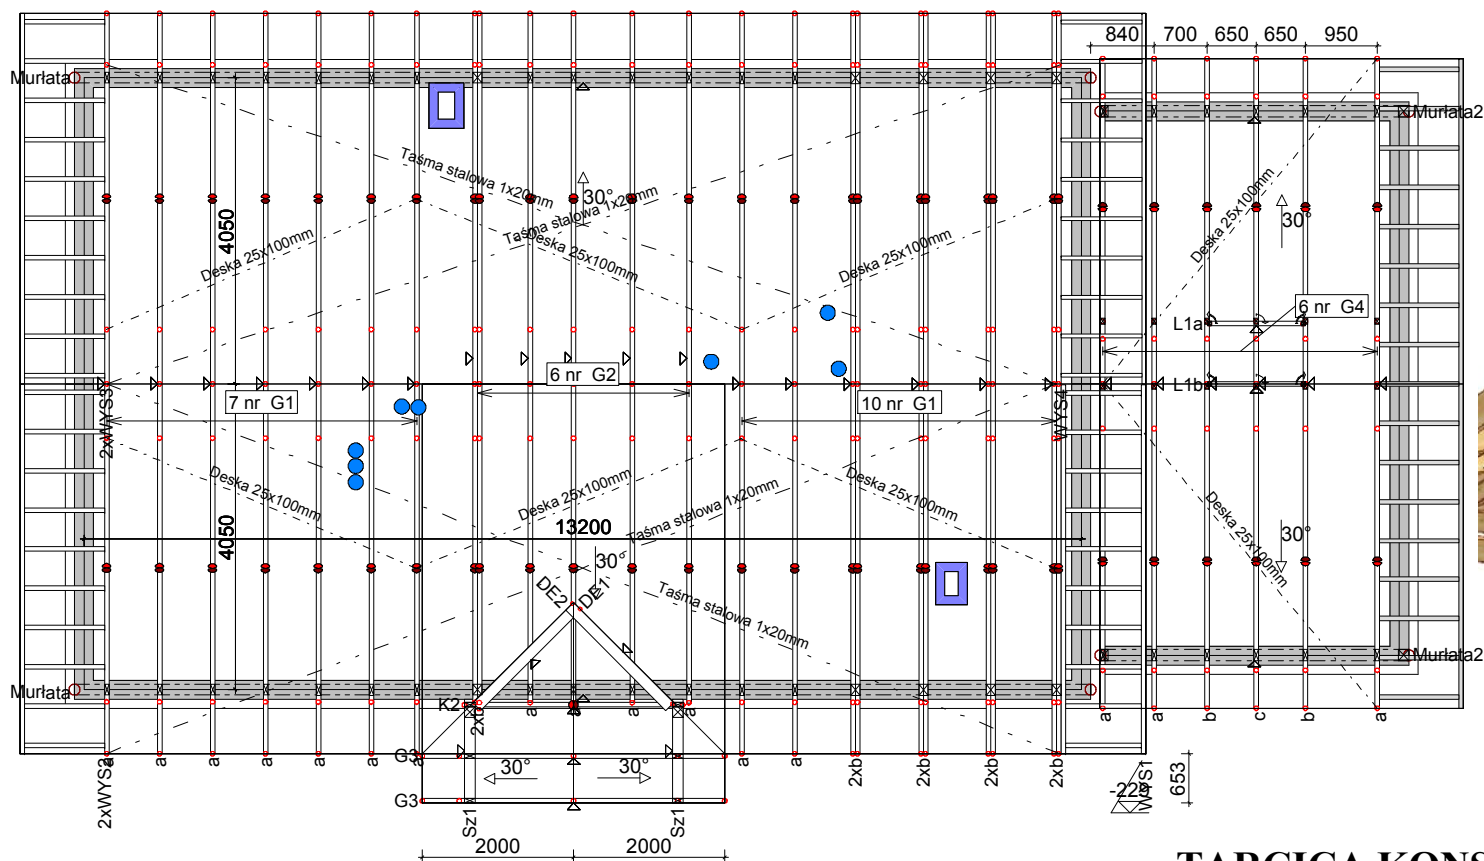 840 700 650 650 950
Murłata
Murłata2
Taśma stalowa 1x20mm
30°
Taśma stalowa 1x20mm
Deska 25x100mm
Deska 25x100mm
Deska 25x100mm
Deska 25x100mm
4050
30°
6 nr G4
L1a
6 nr G2
L1b
7 nr G1
10 nr G1
2xWYS3
WYS4
Deska 25x100mm
Deska 25x100mm
Taśma stalowa 1x20mm
Deska 25x100mm
Deska 25x100mm
13200
4050
30°
30°
DE2
DE1
Taśma stalowa 1x20mm
Murłata
Murłata2
K2
2xb
a
a
a
a
a a b c b a
G3
a a a a a a
a a 2xb 2xb 2xb 2xb
2xWYS2
30°
30°
-229
WYS1
653
G3
Sz1
Sz1
2000 2000